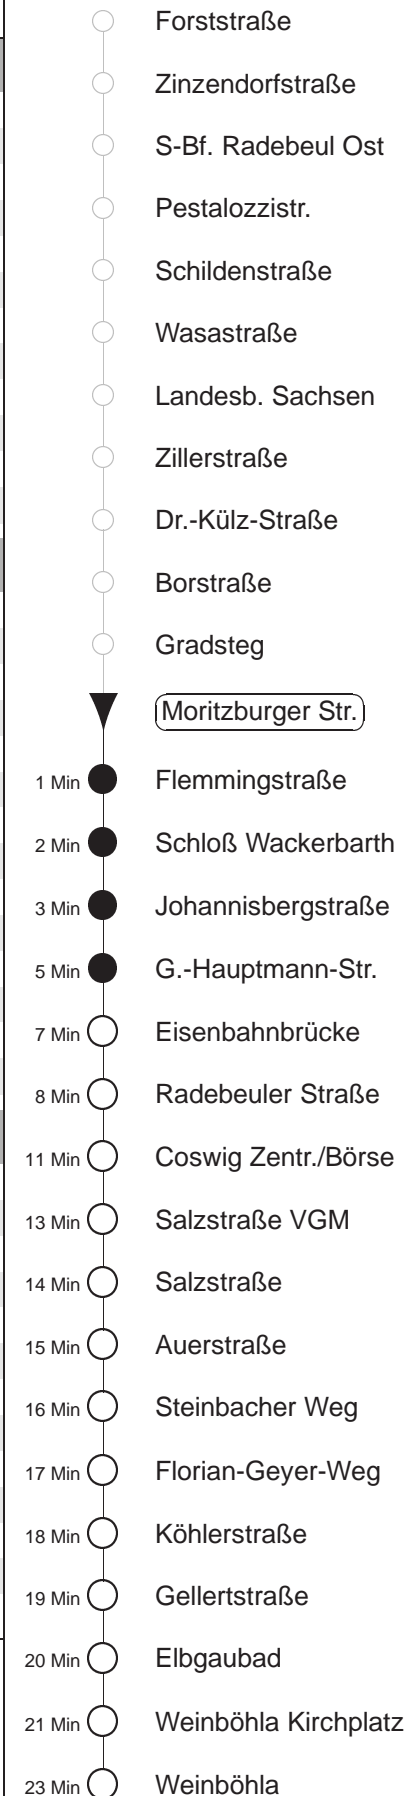 Forststraße
Zinzendorfstraße
S-Bf. Radebeul Ost
Pestalozzistr.
Schildenstraße
Wasastraße
Landesb. Sachsen
Zillerstraße
Dr.-Külz-Straße
Borstraße
Gradsteg
Moritzburger Str.
1 Min Flemmingstraße
2 Min Schloß Wackerbarth
3 Min Johannisbergstraße
5 Min G.-Hauptmann-Str.
7 Min Eisenbahnbrücke
8 Min Radebeuler Straße
11 Min Coswig Zentr./Börse
13 Min Salzstraße VGM
14 Min Salzstraße
15 Min Auerstraße
16 Min Steinbacher Weg
17 Min Florian-Geyer-Weg
18 Min Köhlerstraße
19 Min Gellertstraße
20 Min Elbgaubad
21 Min Weinböhla Kirchplatz
23 Min Weinböhla